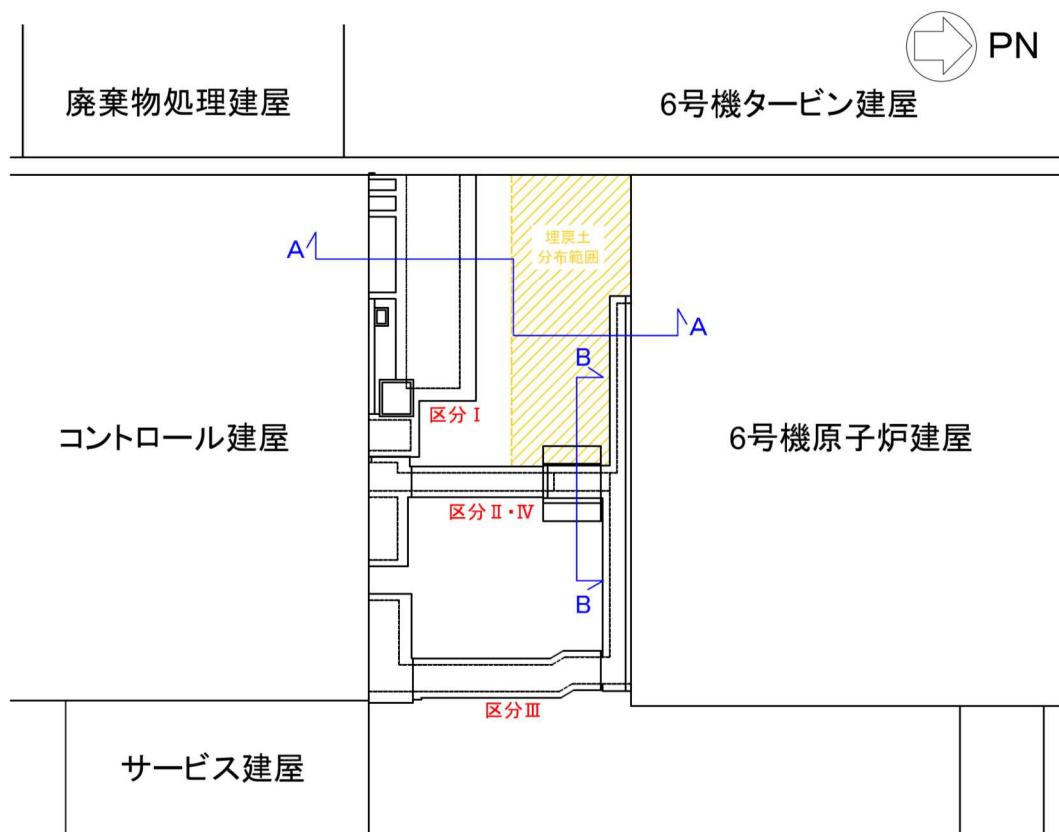 PN
廃棄物処理建屋
6号機タービン建屋
埋戻土
分布範囲
A
A
B
区分Ⅰ
コントロール建屋
6号機原子炉建屋
区分Ⅱ・Ⅳ
B
区分Ⅲ
サービス建屋